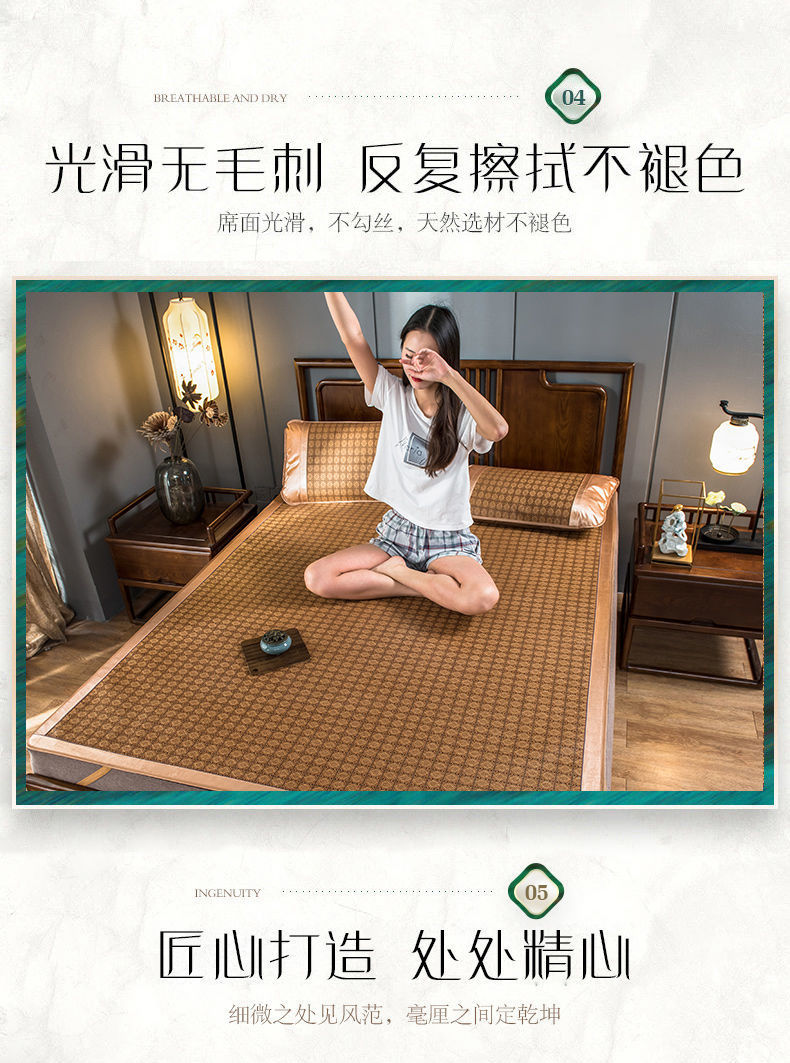 BREATHABLE AND DRY
04
光滑无毛刺 反复擦拭不褪色
席面光滑，不勾丝，天然选材不褪色
INGENUITY
05
匠心打造 处处精心
细微之处见风范，毫厘之间定乾坤